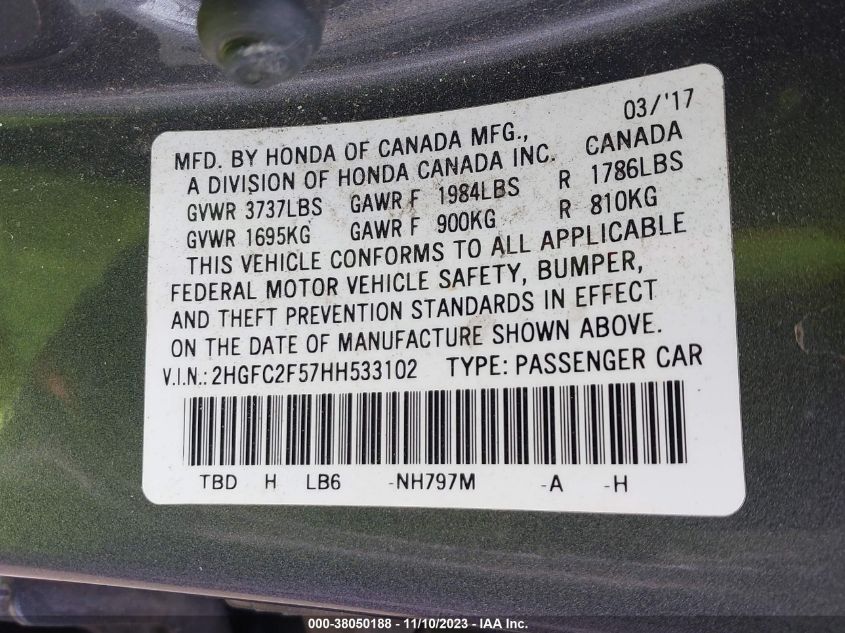 03/'17
MFD. BY HONDA OF CANADA MFG.,
A DIVISION OF HONDA CANADA INC. CANADA
GVWR 3737LBS GAWR F 1984LBS R 1786LBS
GVWR 1695KG GAWR F 900KG R 810KG
THIS VEHICLE CONFORMS TO ALL APPLICABLE
FEDERAL MOTOR VEHICLE SAFETY, BUMPER,
AND THEFT PREVENTION STANDARDS IN EFFECT
ON THE DATE OF MANUFACTURE SHOWN ABOVE.
V.I.N.: 2HGFC2F57HH533102 TYPE: PASSENGER CAR
TBD H LB6 -NH797M -A -H
000-38050188 - 11/10/2023 - IAA Inc.